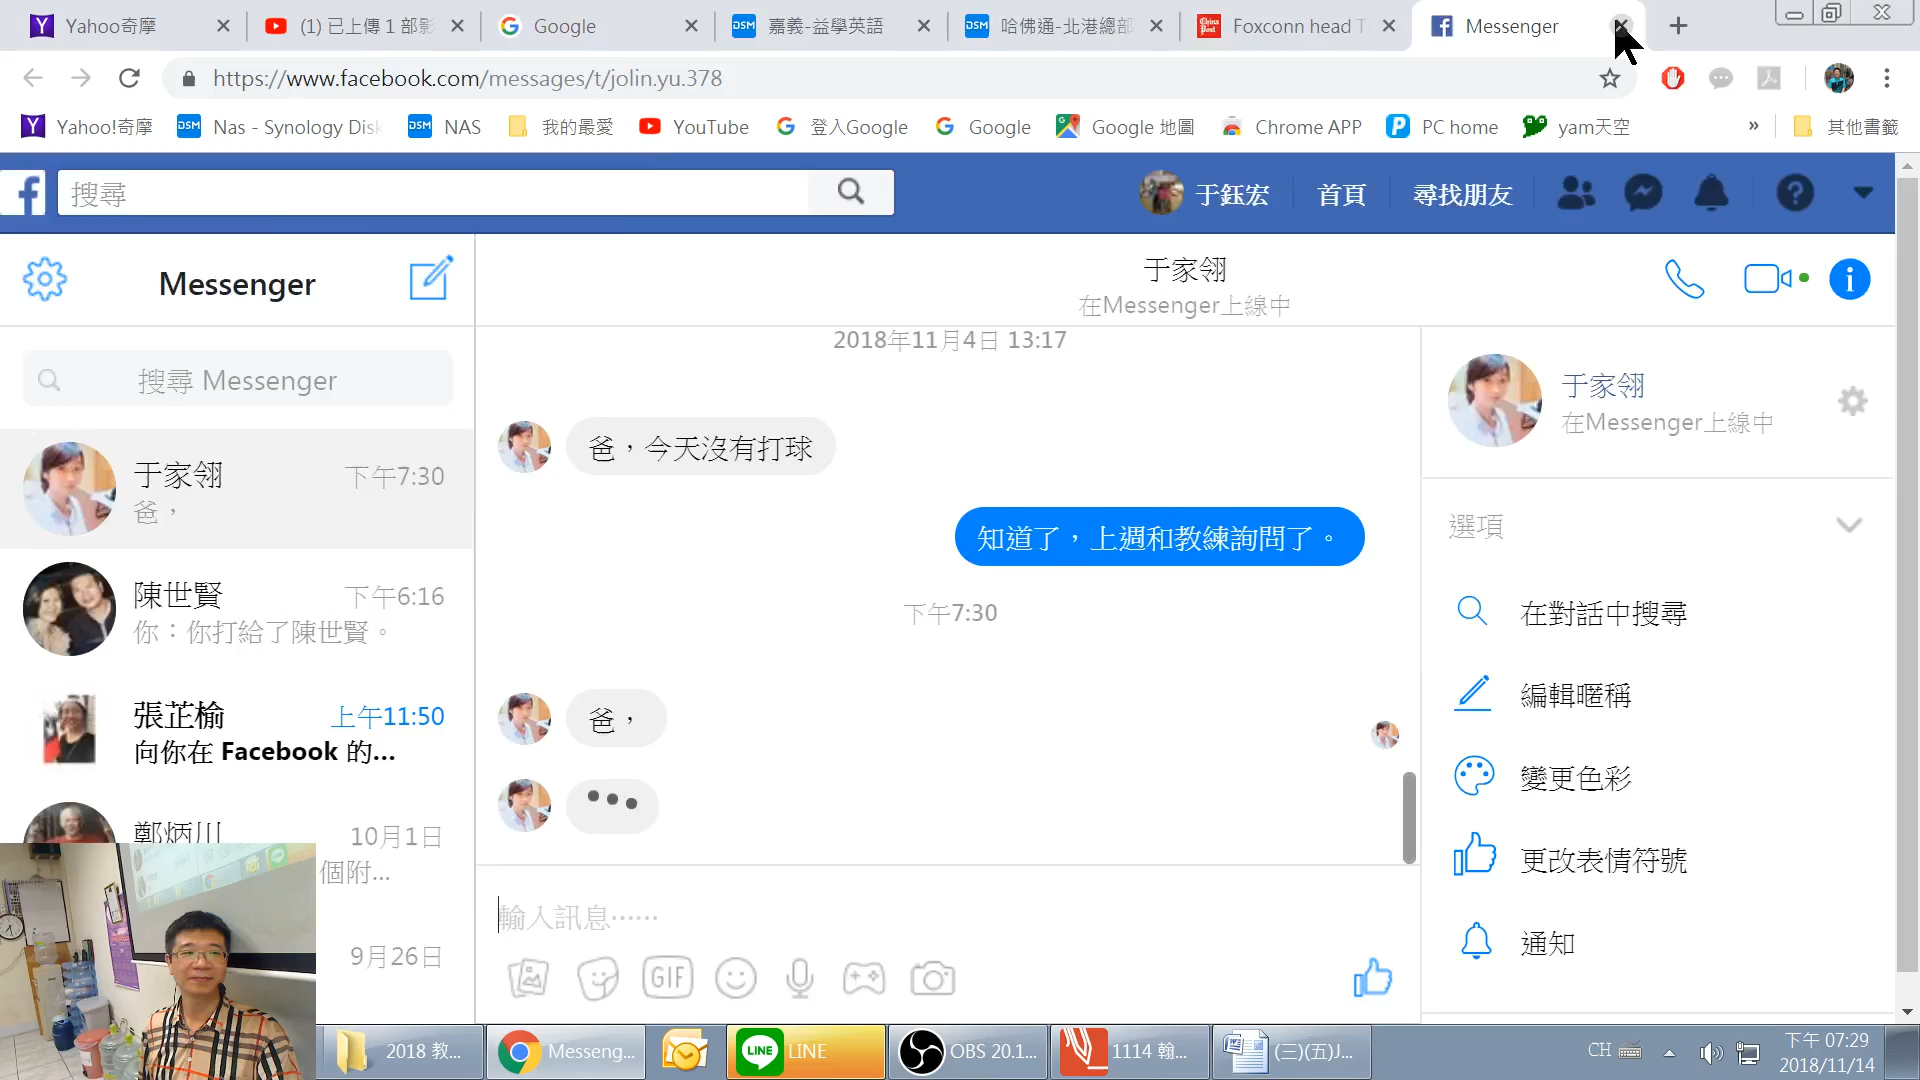 Yahoo奇摩
(1) 已上傳 1 部影
Google
嘉義-益學英語
哈佛通-北港總部
Foxconn head T
Messenger
https://www.facebook.com/messages/t/jolin.yu.378
Yahoo!奇摩
Nas - Synology Disk
NAS
我的最愛
YouTube
登入Google
Google
Google 地圖
Chrome APP
PC home
yam天空
»
其他書籤
搜尋
于鈺宏
首頁
尋找朋友
Messenger
于家翎
在Messenger上線中
搜尋 Messenger
于家翎
下午7:30
爸，
陳世賢
下午6:16
你：你打給了陳世賢。
張芷榆
上午11:50
向你在 Facebook 的...
鄭炳川
10月1日
個附...
9月26日
2018年11月4日 13:17
爸，今天沒有打球
知道了，上週和教練詢問了。
下午7:30
爸，
輸入訊息……
GIF
于家翎
在Messenger上線中
選項
在對話中搜尋
編輯暱稱
變更色彩
更改表情符號
通知
2018 教...
Messeng...
LINE
LINE
OBS 20.1...
1114 翰...
(三)(五)J...
CH
下午 07:29
2018/11/14